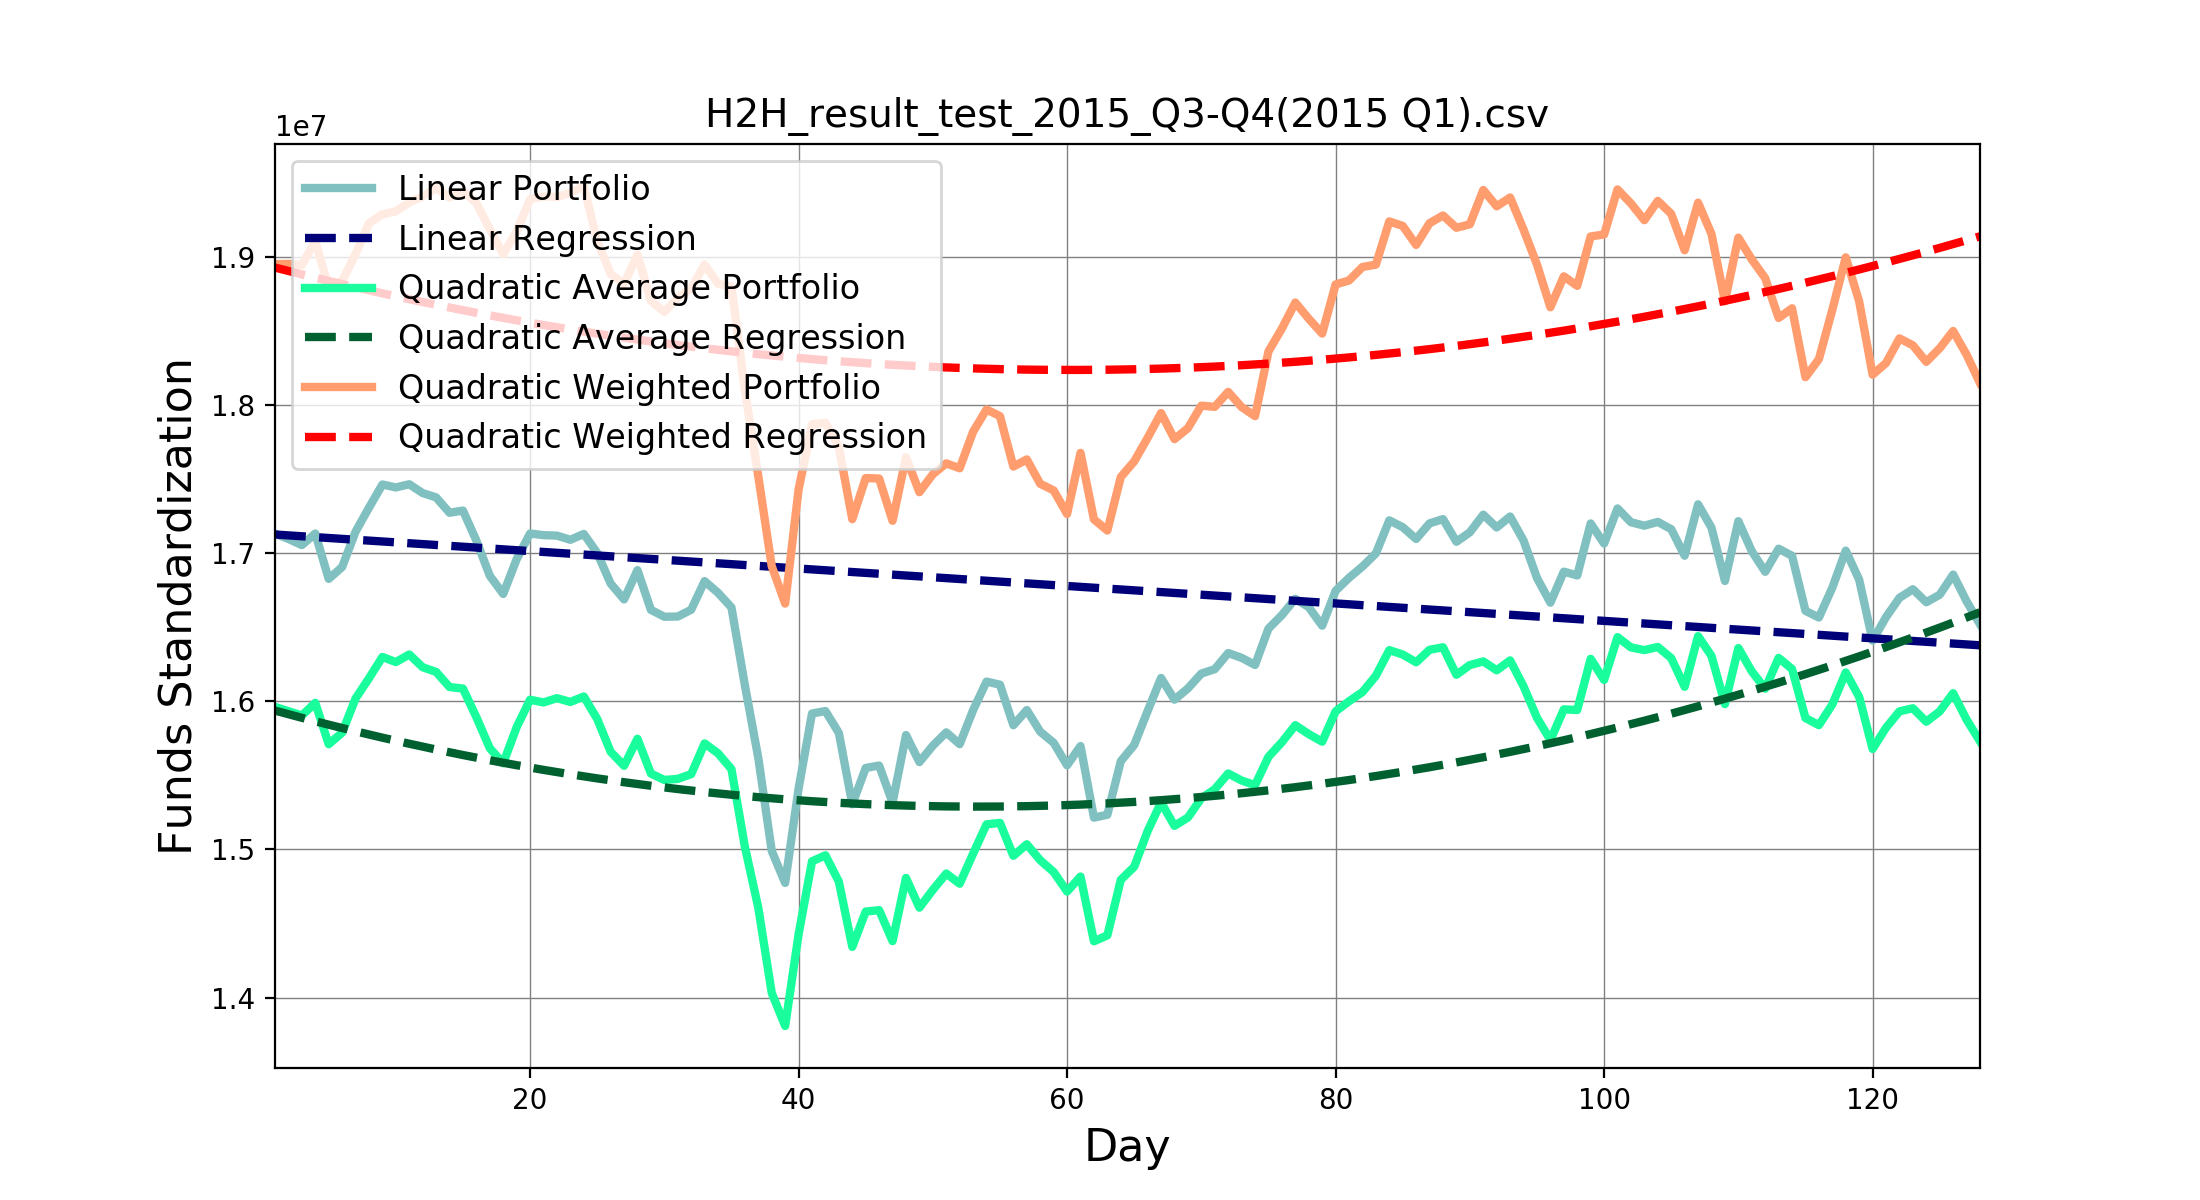 H2H_result_test_2015_Q3-Q4(2015 Q1).csv
1e7
Linear Portfolio
Linear Regression
Quadratic Average Portfolio
Quadratic Average Regression
Quadratic Weighted Portfolio
Quadratic Weighted Regression
1.9
1.8
1.7
1.6
1.5
1.4
Funds Standardization
20 40 60 80 100 120
Day